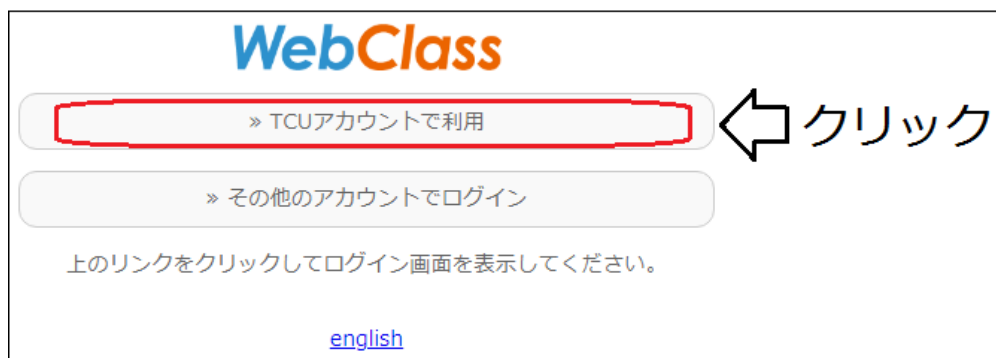 WebClass
» TCUアカウントで利用
クリック
» その他のアカウントでログイン
上のリンクをクリックしてログイン画面を表示してください。
english